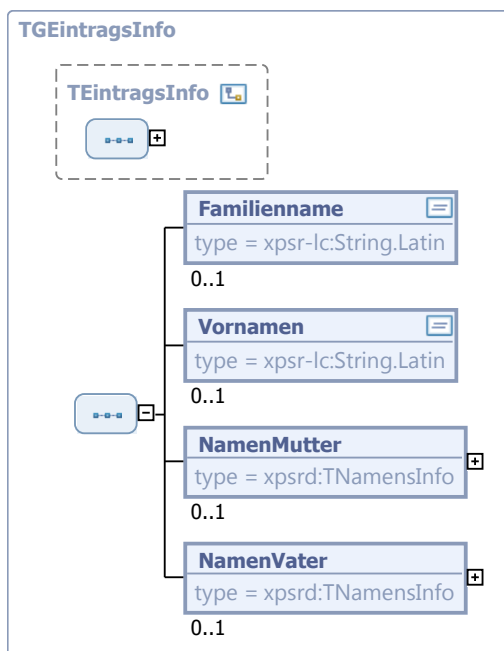 TGEintragsInfo
TEintragsInfo
Familienname
type = xpsr-lc:String.Latin
0..1
Vornamen
type = xpsr-lc:String.Latin
0..1
NamenMutter
type = xpsrd:TNamensInfo
0..1
NamenVater
type = xpsrd:TNamensInfo
0..1